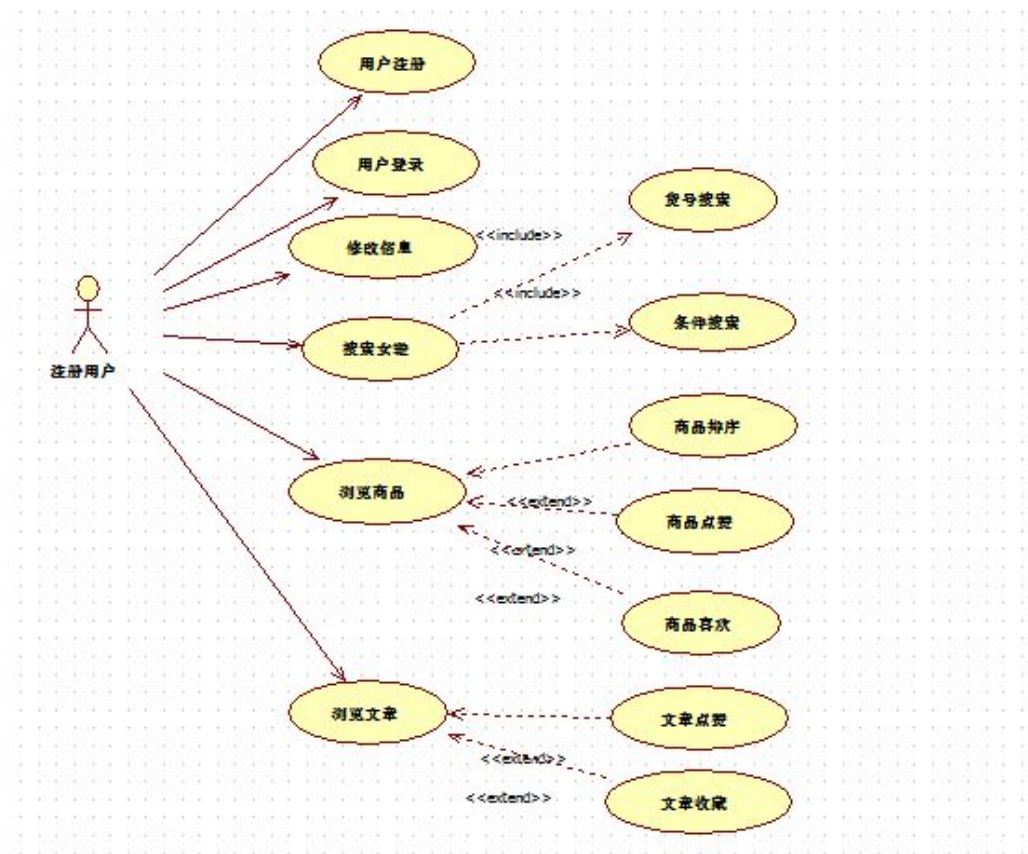 用户注册
用户登录
货号搜索
修改信息
<<include>>
<<include>>
条件搜索
搜索女鞋
注册用户
商品排序
浏览商品
<<extend>>
商品点赞
<<extend>>
<<extend>>
商品喜欢
浏览文章
文章点赞
<<extend>>
<<extend>>
文章收藏